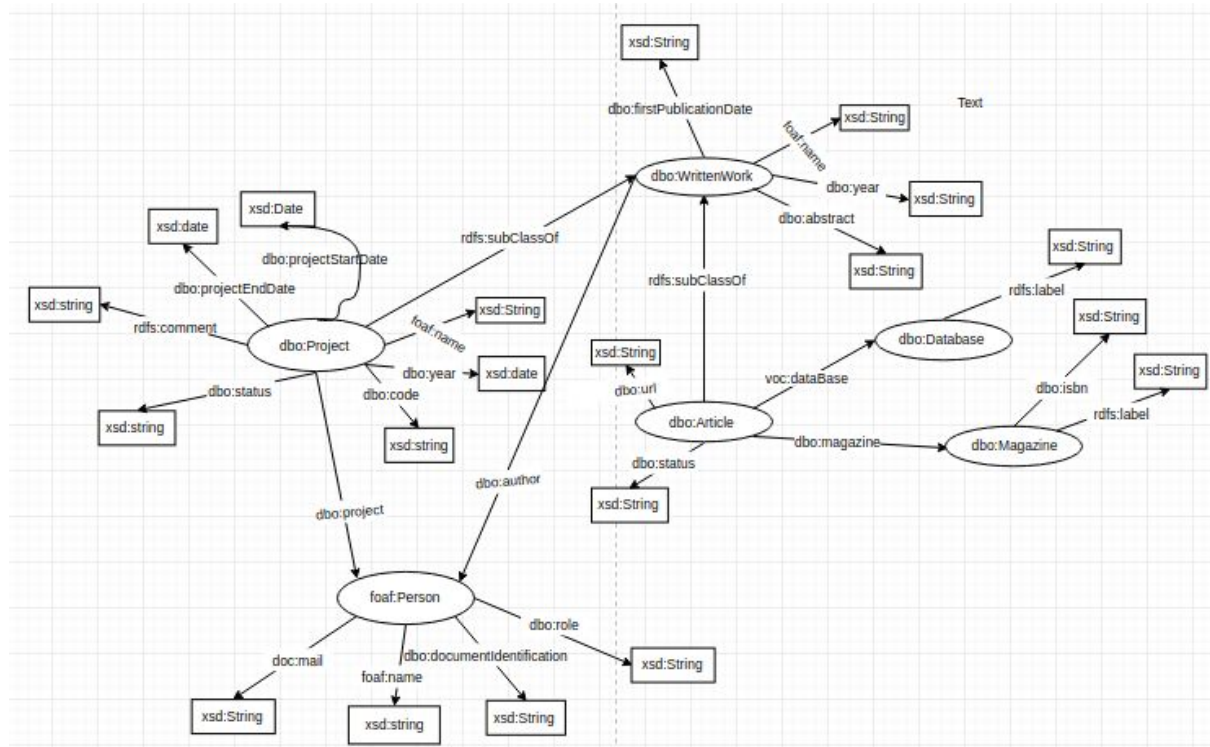 xsd:String
dbo:firstPublicationDate
Text
xsd:String
foaf:name
dbo:WrittenWork
dbo:year
xsd:String
dbo:abstract
xsd:String
xsd:Date
xsd:date
rdfs:subClassOf
dbo:projectStartDate
dbo:projectEndDate
xsd:string
rdfs:comment
dbo:Project
foaf:name
xsd:String
dbo:year
xsd:date
dbo:status
dbo:code
xsd:string
xsd:string
rdfs:subClassOf
xsd:String
rdfs:label
dbo:Database
xsd:String
xsd:String
dbo:url
voc:dataBase
dbo:isbn
xsd:String
rdfs:label
dbo:Article
dbo:magazine
dbo:Magazine
dbo:status
xsd:String
dbo:author
dbo:project
foaf:Person
dbo:role
xsd:String
doc:mail
dbo:documentIdentification
foaf:name
xsd:String
xsd:string
xsd:String